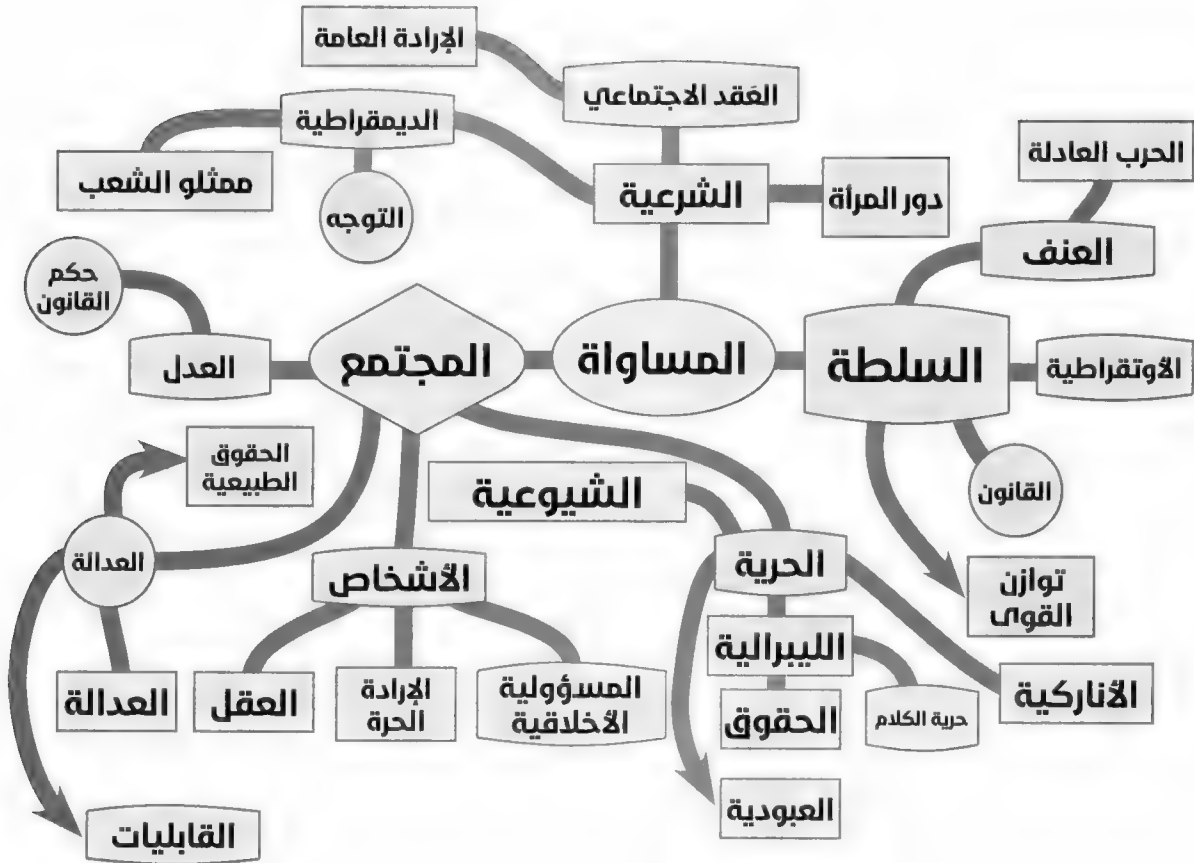 الإرادة العامة
العَقد الاجتماعي
الديمقراطية
الحرب العادلة
ممثلو الشعب
الشرعية
دور المرأة
التوجه
العنف
حكم
القانون
العدل
المجتمع
المساواة
السلطة
الأوتقراطية
الحقوق
الطبيعية
الشيوعية
القانون
العدالة
الأشخاص
الحرية
توازن
القوى
الليبرالية
العدالة
العقل
الإرادة
الحرة
المسؤولية
الأخلاقية
الحقوق
حرية الكلام
الأناركية
العبودية
القابليات